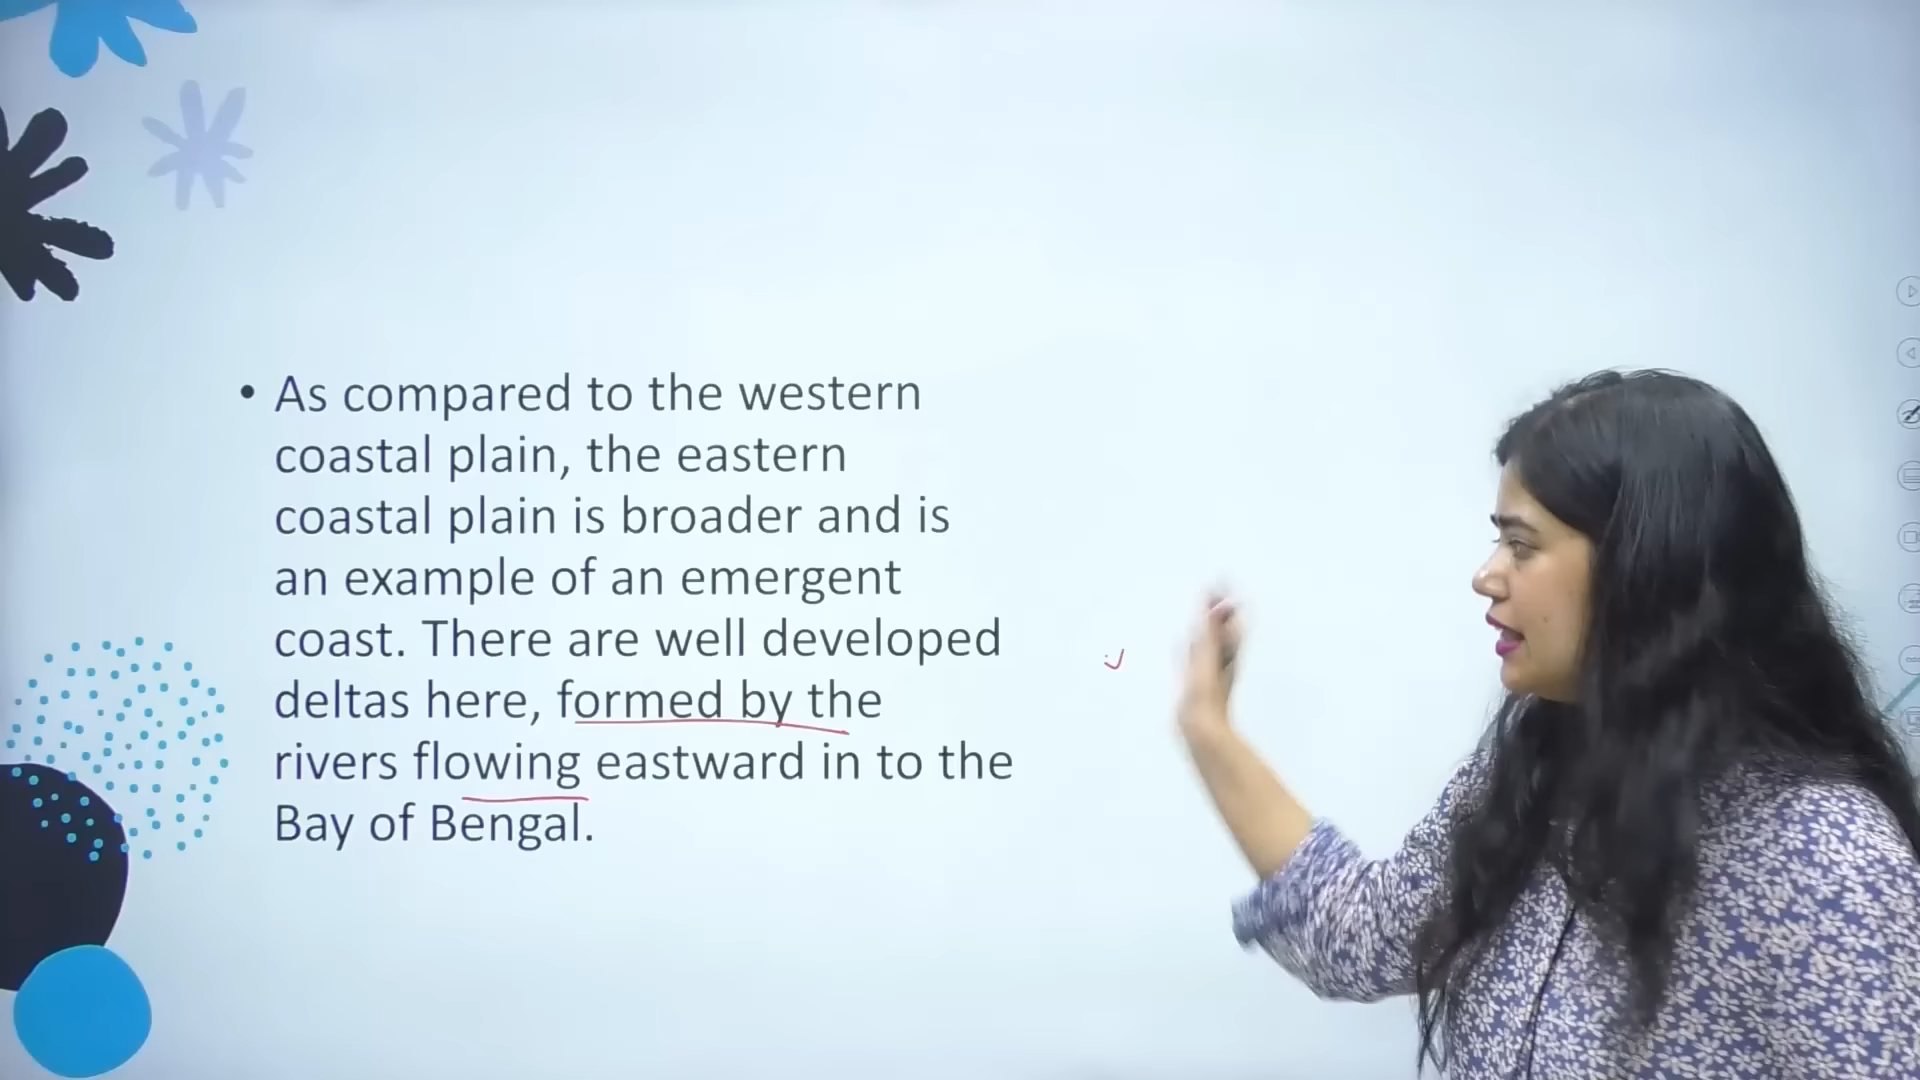 • As compared to the western
coastal plain, the eastern
coastal plain is broader and is
an example of an emergent
coast. There are well developed
deltas here, formed by the
rivers flowing eastward in to the
Bay of Bengal.